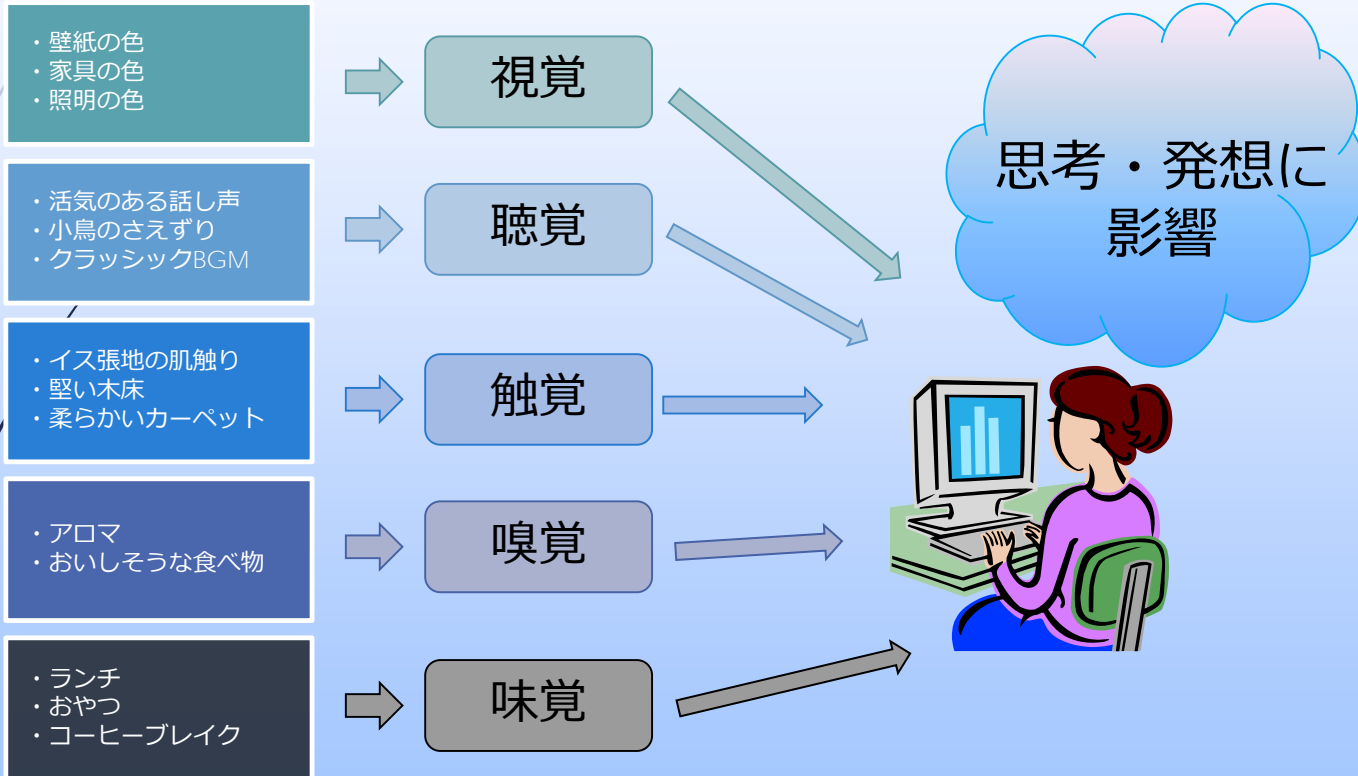 ・壁紙の色
・家具の色
・照明の色
視覚
・活気のある話し声
・小鳥のさえずり
・クラッシックBGM
聴覚
・イス張地の肌触り
・堅い木床
・柔らかいカーペット
触覚
・アロマ
・おいしそうな食べ物
嗅覚
・ランチ
・おやつ
・コーヒーブレイク
味覚
思考・発想に
影響